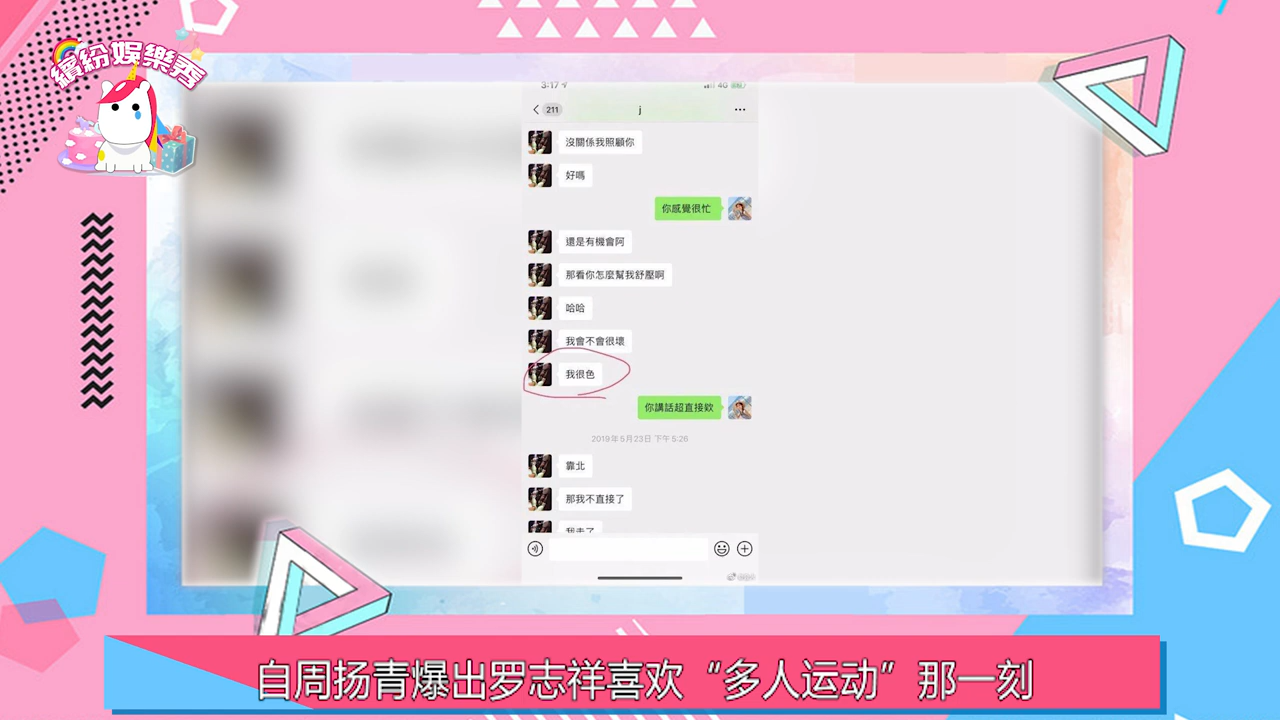 繽紛娛樂秀
3:17
4G
211
j
沒關係我照顧你
好嗎
你感覺很忙
還是有機會阿
那看你怎麼幫我舒壓啊
哈哈
我會不會很壞
我很色
你講話超直接欸
2019年5月23日 下午5:26
靠北
那我不直接了
我走了
白周扬青爆出罗志祥喜欢“多人运动”那一刻